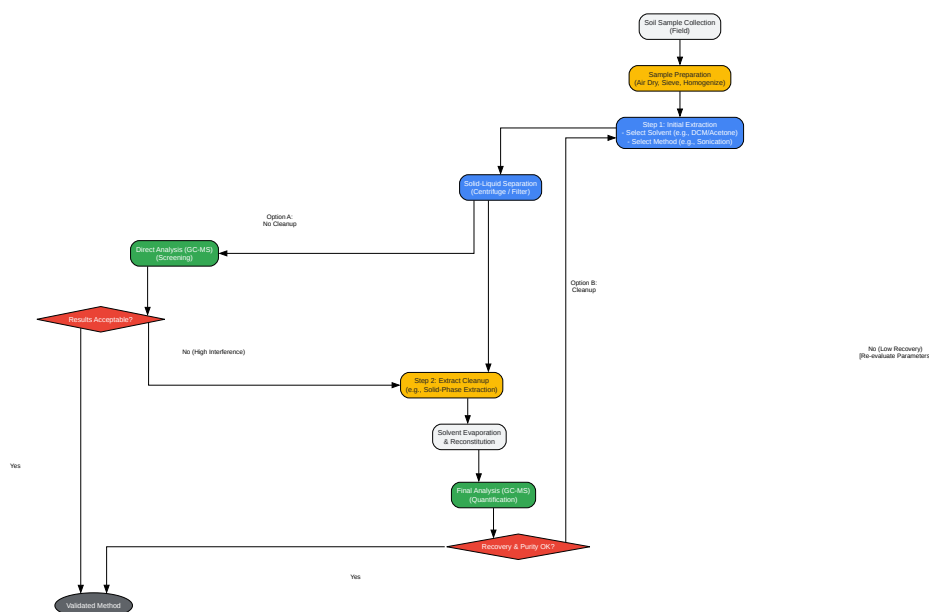 Soil Sample Collection
(Field)
Sample Preparation
(Air Dry, Sieve, Homogenize)
Step 1: Initial Extraction
- Select Solvent (e.g., DCM/Acetone)
- Select Method (e.g., Sonication)
Solid-Liquid Separation
(Centrifuge / Filter)
Option A:
No Cleanup
Direct Analysis (GC-MS)
(Screening)
Option B:
Cleanup
Results Acceptable?
No (High Interference)
No (Low Recovery)
[Re-evaluate Parameters
Step 2: Extract Cleanup
(e.g., Solid-Phase Extraction)
Solvent Evaporation
& Reconstitution
Yes
Final Analysis (GC-MS)
(Quantification)
Recovery & Purity OK?
Yes
Validated Method